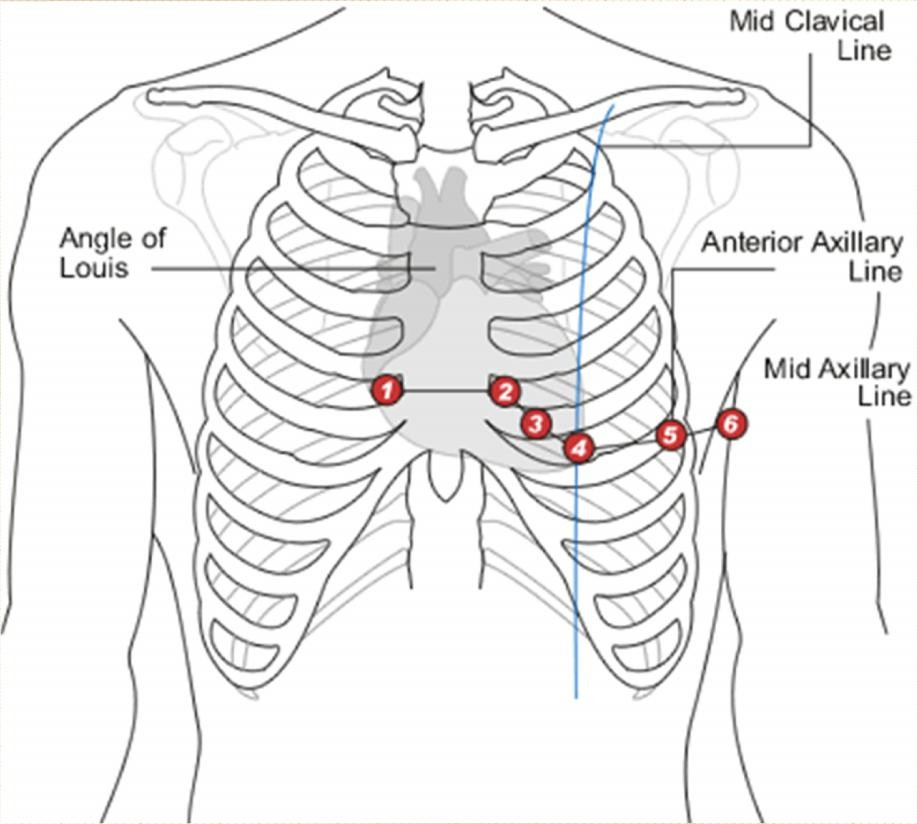 Mid Clavical
Line
Angle of
Louis
Anterior Axillary
Line
Mid Axillary
Line
1
2
3
4
5
6